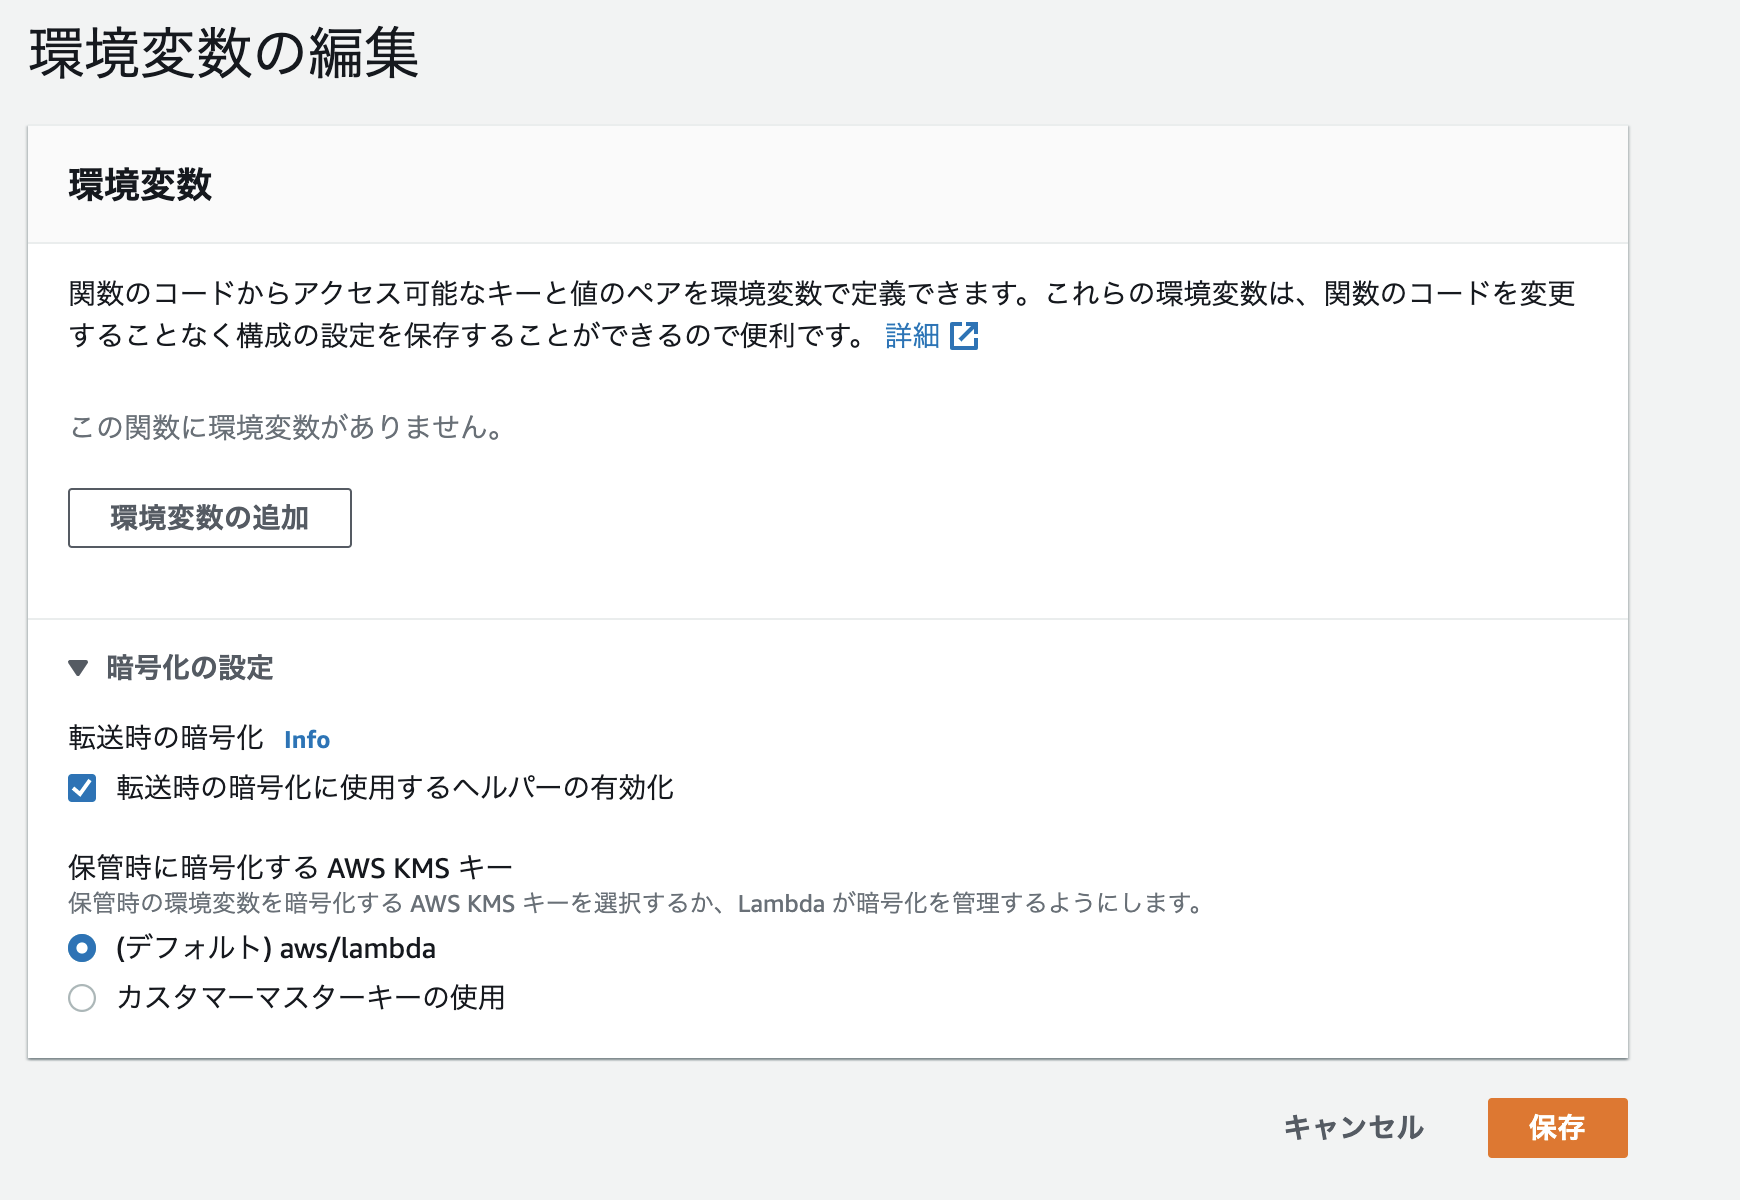 環境変数の編集
環境変数
関数のコードからアクセス可能なキーと値のペアを環境変数で定義できます。これらの環境変数は、関数のコードを変更
することなく構成の設定を保存することができるので便利です。 詳細
この関数に環境変数がありません。
環境変数の追加
暗号化の設定
転送時の暗号化 Info
転送時の暗号化に使用するヘルパーの有効化
保管時に暗号化する AWS KMS キー
保管時の環境変数を暗号化する AWS KMS キーを選択するか、Lambda が暗号化を管理するようにします。
(デフォルト) aws/lambda
カスタマーマスターキーの使用
キャンセル 保存